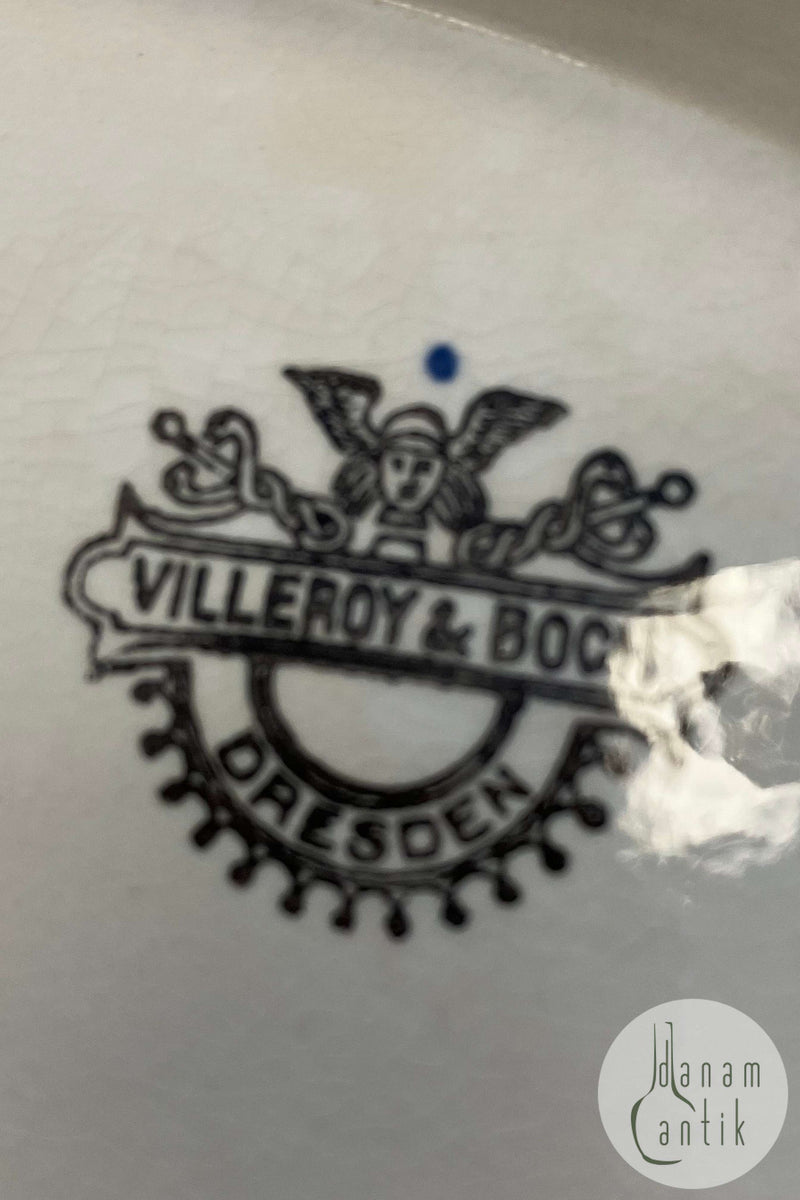 VILLEROY & BOC
DRESDEN
danam
antik